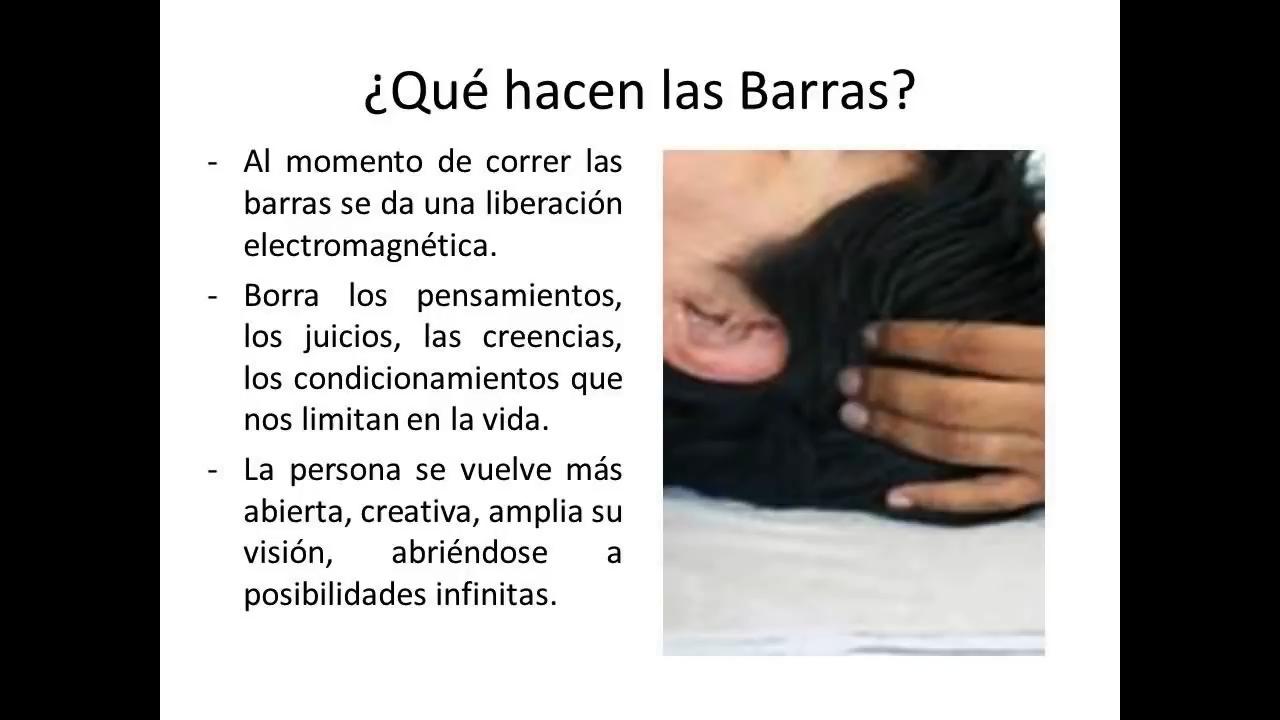 ¿Qué hacen las Barras?
- Al momento de correr las
barras se da una liberación
electromagnética.
- Borra los pensamientos,
los juicios, las creencias,
los condicionamientos que
nos limitan en la vida.
- La persona se vuelve más
abierta, creativa, amplia su
visión, abriéndose a
posibilidades infinitas.